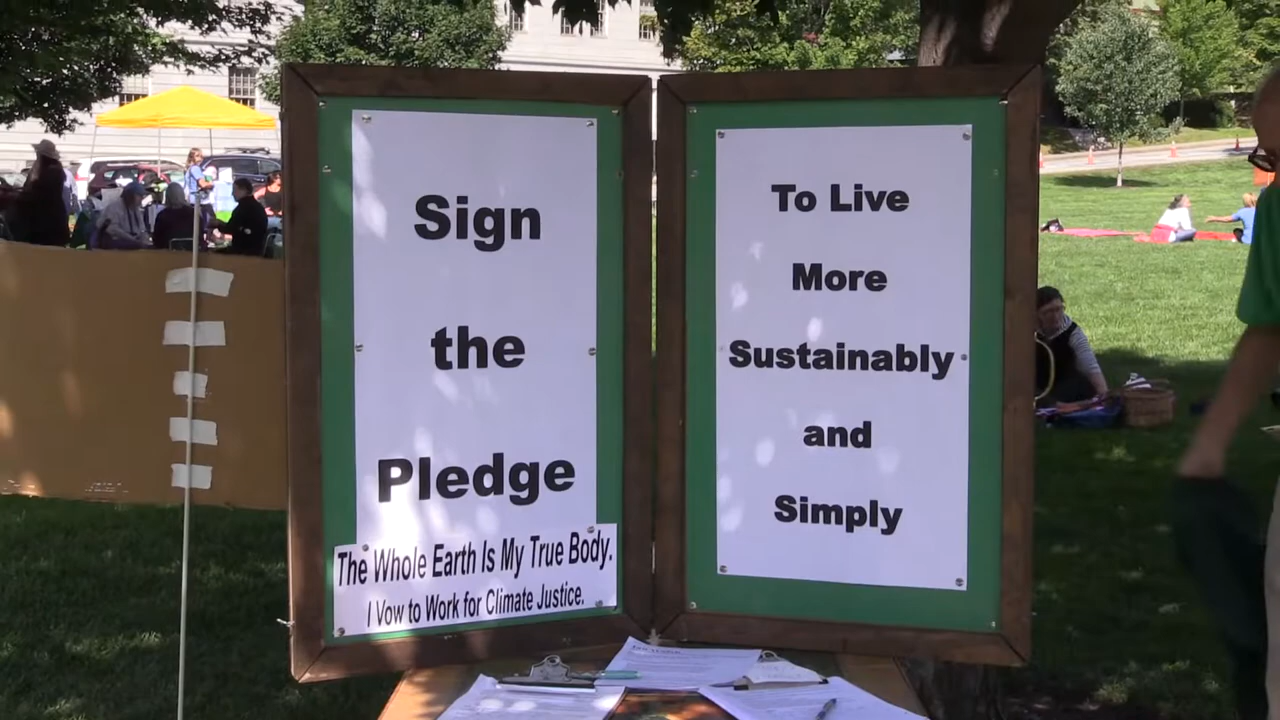 Sign
the
Pledge
The Whole Earth Is My True Body.
I Vow to Work for Climate Justice.
To Live
More
Sustainably
and
Simply